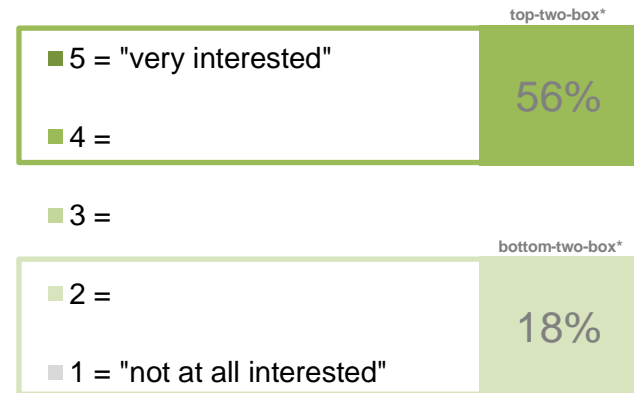 top-two-box*
5 = "very interested"
56%
4 =
3 =
bottom-two-box*
2 =
18%
1 = "not at all interested"